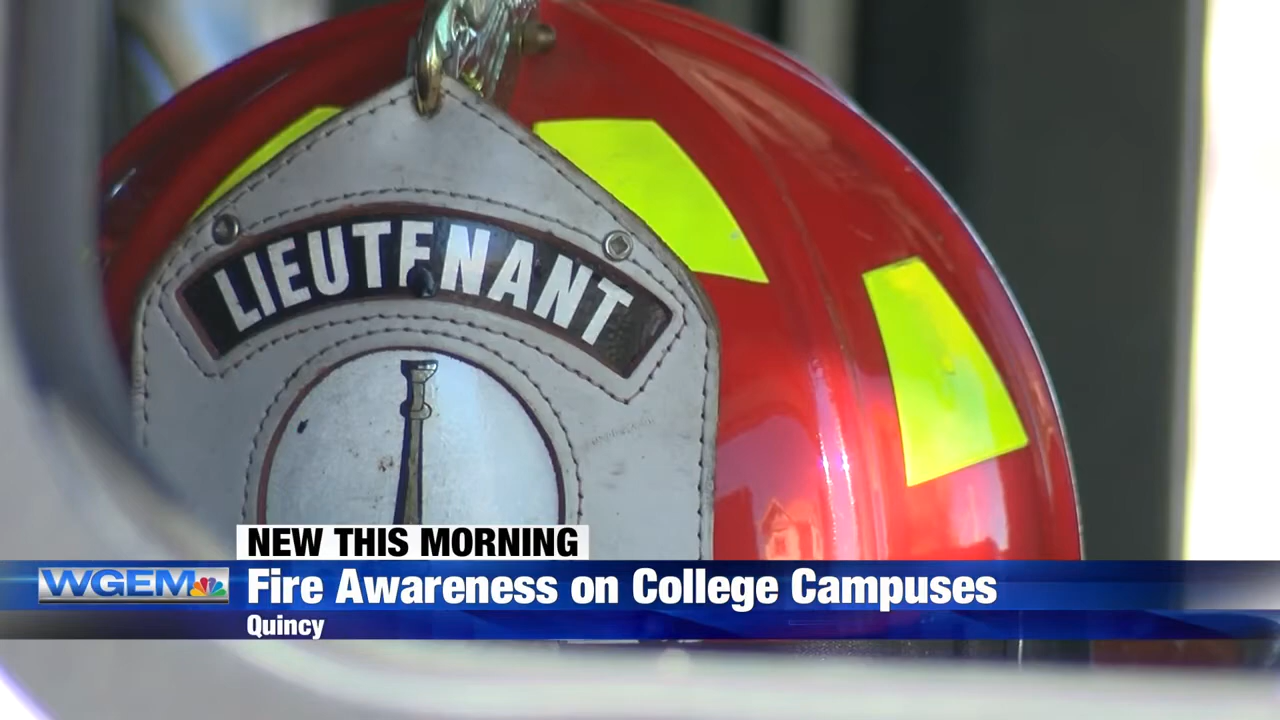 LIEUTENANT
NEW THIS MORNING
WGEM
Fire Awareness on College Campuses
Quincy